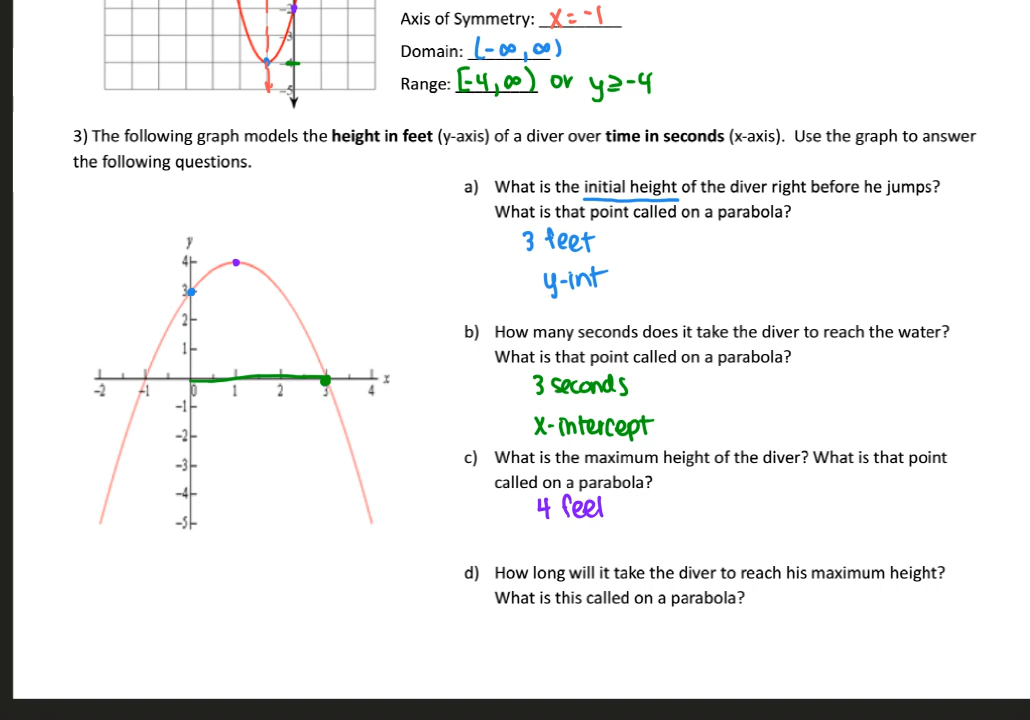 Axis of Symmetry: x=-1
Domain: (-∞,∞)
Range: [-4,∞) or y≥-4
3) The following graph models the height in feet (y-axis) of a diver over time in seconds (x-axis). Use the graph to answer
the following questions.
a) What is the initial height of the diver right before he jumps?
What is that point called on a parabola?
3 feet
y-int
b) How many seconds does it take the diver to reach the water?
What is that point called on a parabola?
3 seconds
x-intercept
c) What is the maximum height of the diver? What is that point
called on a parabola?
4 feel
d) How long will it take the diver to reach his maximum height?
What is this called on a parabola?
y
4
3
2
1
-2 -1 0 1 2 3 4 x
-1
-2
-3
-4
-5